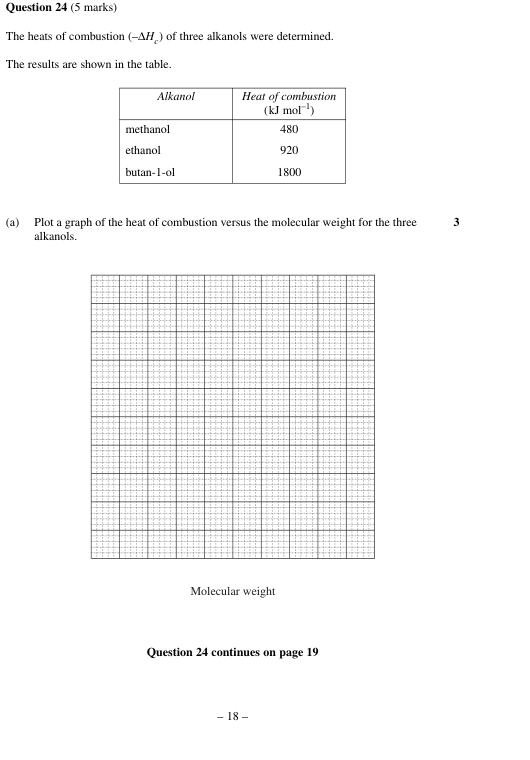 Question 24 (5 marks)
The heats of combustion (–ΔHc) of three alkanols were determined.
The results are shown in the table.
Alkanol Heat of combustion
(kJ mol–1)
methanol 480
ethanol 920
butan-1-ol 1800
(a) Plot a graph of the heat of combustion versus the molecular weight for the three 3
alkanols.
Molecular weight
Question 24 continues on page 19
– 18 –